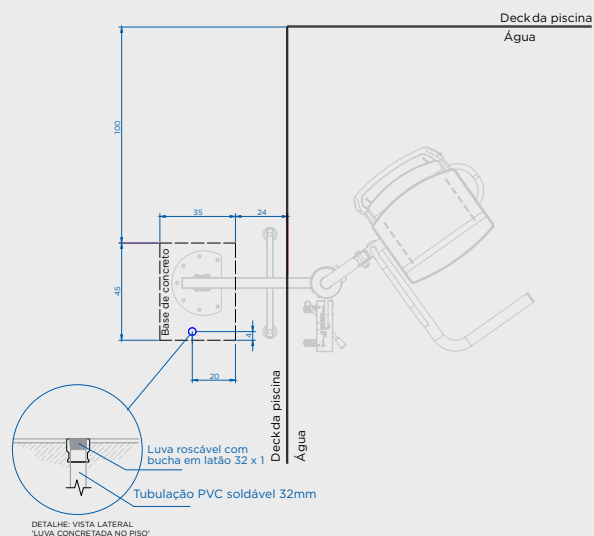 Deck da piscina
Água
100
35
24
45
Base de concreto
4
20
Deck da piscina
Água
Luva roscável com
bucha em latão 32 x 1
Tubulação PVC soldável 32mm
DETALHE: VISTA LATERAL
'LUVA CONCRETADA NO PISO'